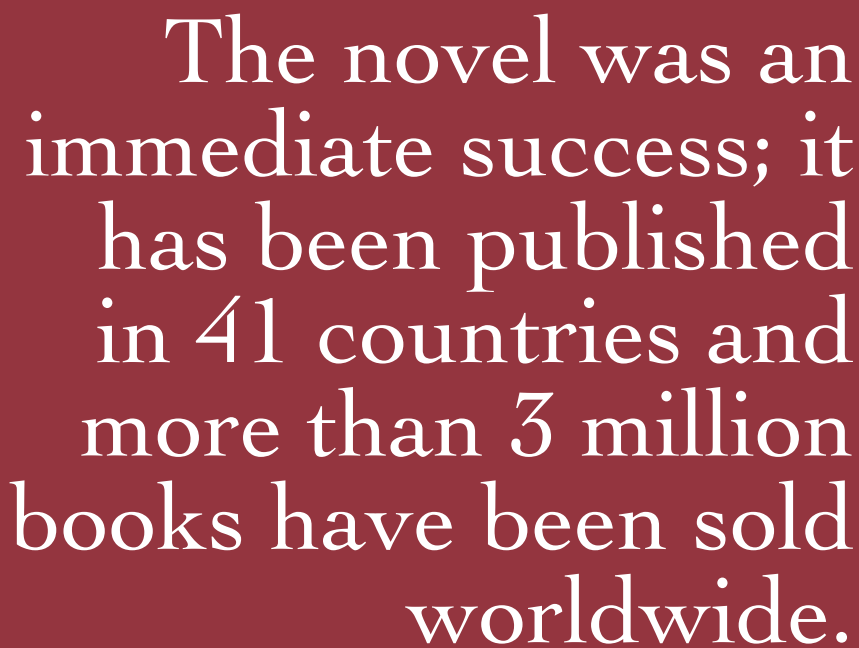 The novel was an
immediate success; it
has been published
in 41 countries and
more than 3 million
books have been sold
worldwide.